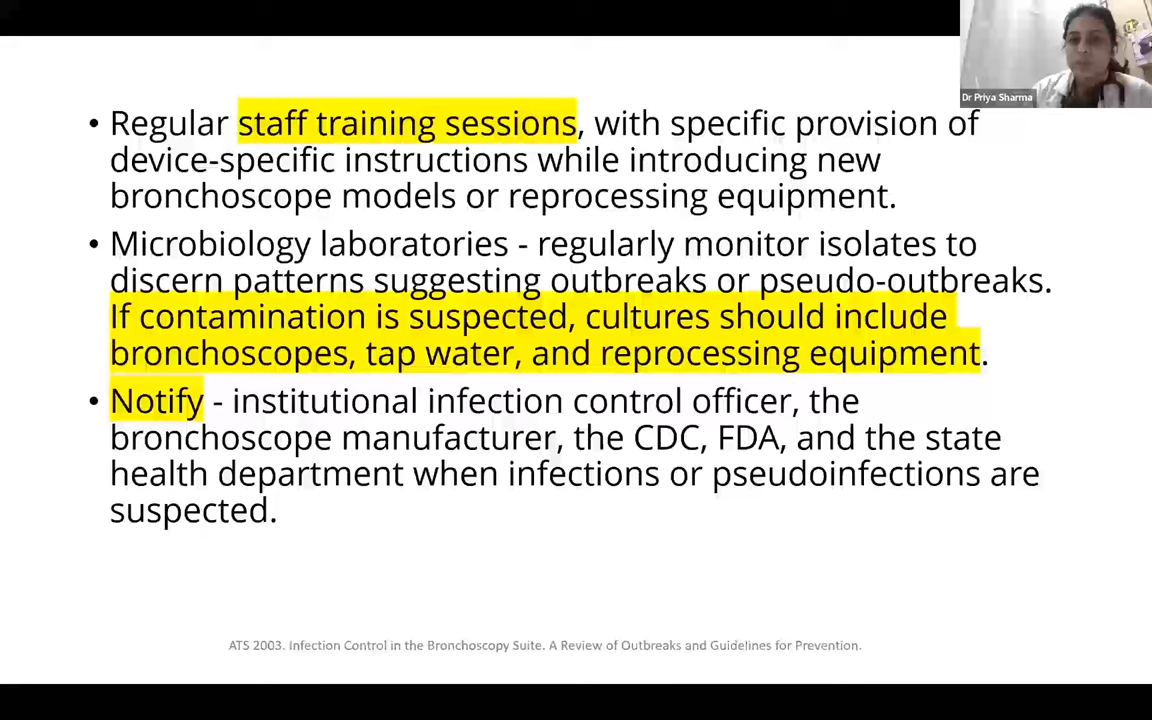 Dr Priya Sharma
• Regular staff training sessions, with specific provision of
device-specific instructions while introducing new
bronchoscope models or reprocessing equipment.
• Microbiology laboratories - regularly monitor isolates to
discern patterns suggesting outbreaks or pseudo-outbreaks.
If contamination is suspected, cultures should include
bronchoscopes, tap water, and reprocessing equipment.
• Notify - institutional infection control officer, the
bronchoscope manufacturer, the CDC, FDA, and the state
health department when infections or pseudoinfections are
suspected.
ATS 2003. Infection Control in the Bronchoscopy Suite. A Review of Outbreaks and Guidelines for Prevention.